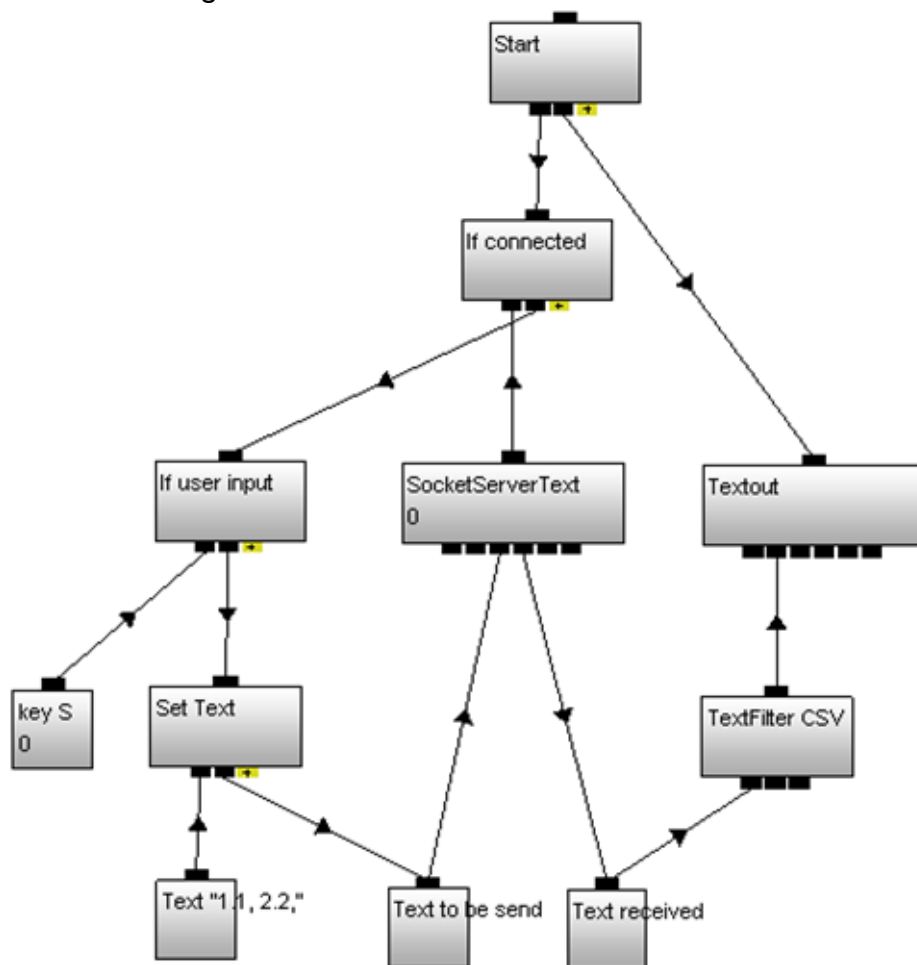 Start
If connected
If user input
SocketServerText
0
Textout
key S
0
Set Text
TextFilter CSV
Text "1.1, 2.2,"
Text to be send
Text received